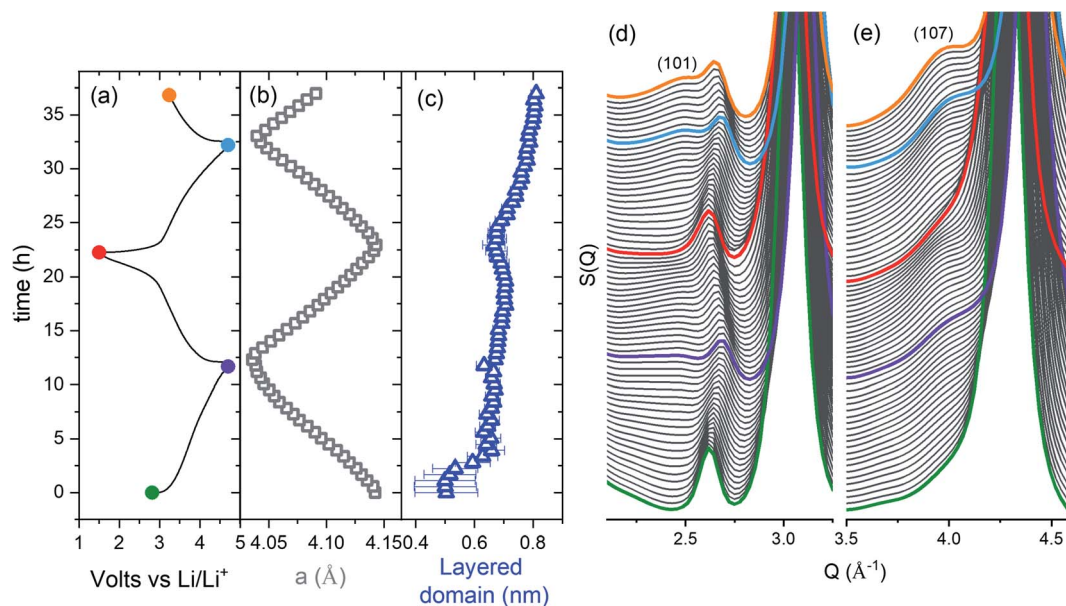 (a)
(b)
(c)
(d)
(e)
(101)
(107)
time (h)
35
30
25
20
15
10
5
0
1 2 3 4 5
4.05 4.10 4.15
0.4 0.6 0.8
Volts vs Li/Li⁺
a (Å)
Layered
domain (nm)
S(Q)
2.5 3.0 3.5 4.0 4.5
Q (Å⁻¹)